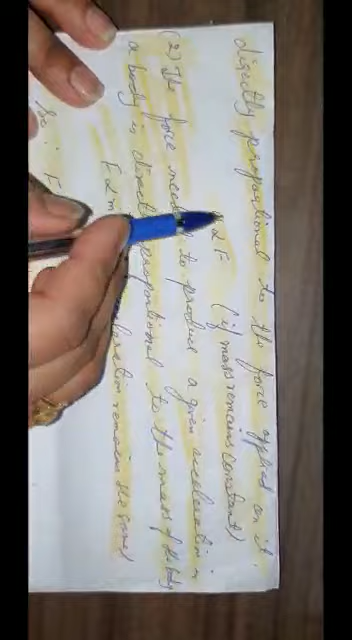 directly proportional to the force applied on it.
α F (if mass remains constant)
(2) The force needed to produce a given acceleration in
a body is directly proportional to the mass of the body
F α m acceleration remains the same)
F